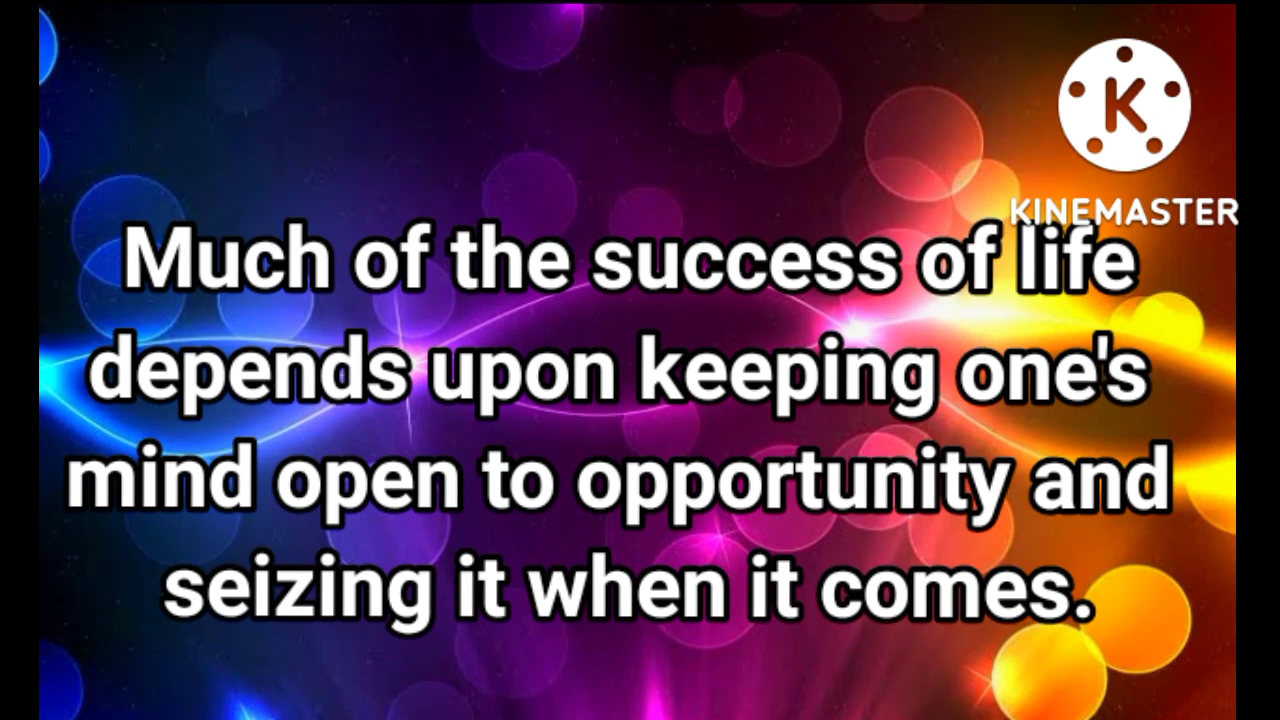 K
KINEMASTER
Much of the success of life
depends upon keeping one's
mind open to opportunity and
seizing it when it comes.